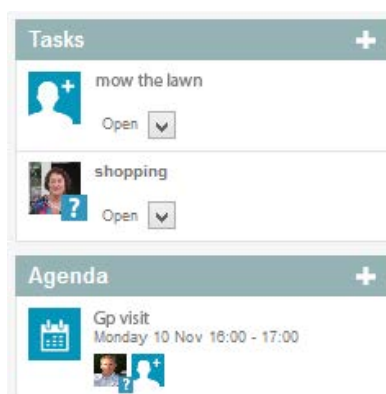 Tasks +
mow the lawn
Open
shopping
?
Open
Agenda +
Gp visit
Monday 10 Nov 16:00 - 17:00
?